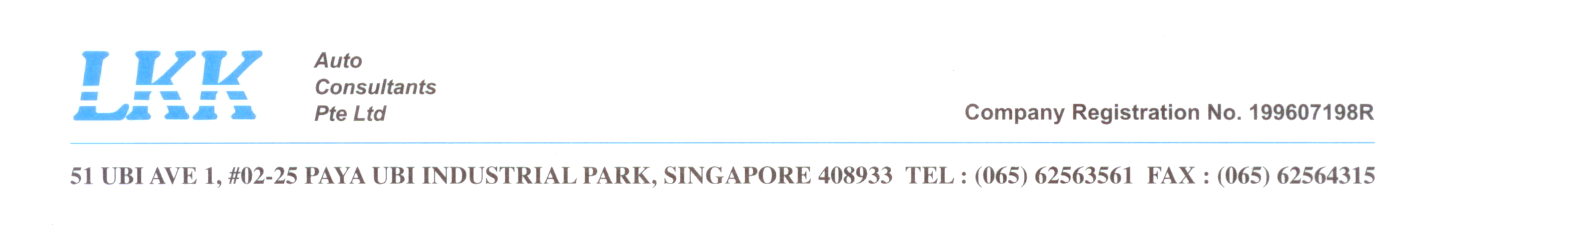 LKK
Auto
Consultants
Pte Ltd
Company Registration No. 199607198R
51 UBI AVE 1, #02-25 PAYA UBI INDUSTRIAL PARK, SINGAPORE 408933 TEL : (065) 62563561 FAX : (065) 62564315